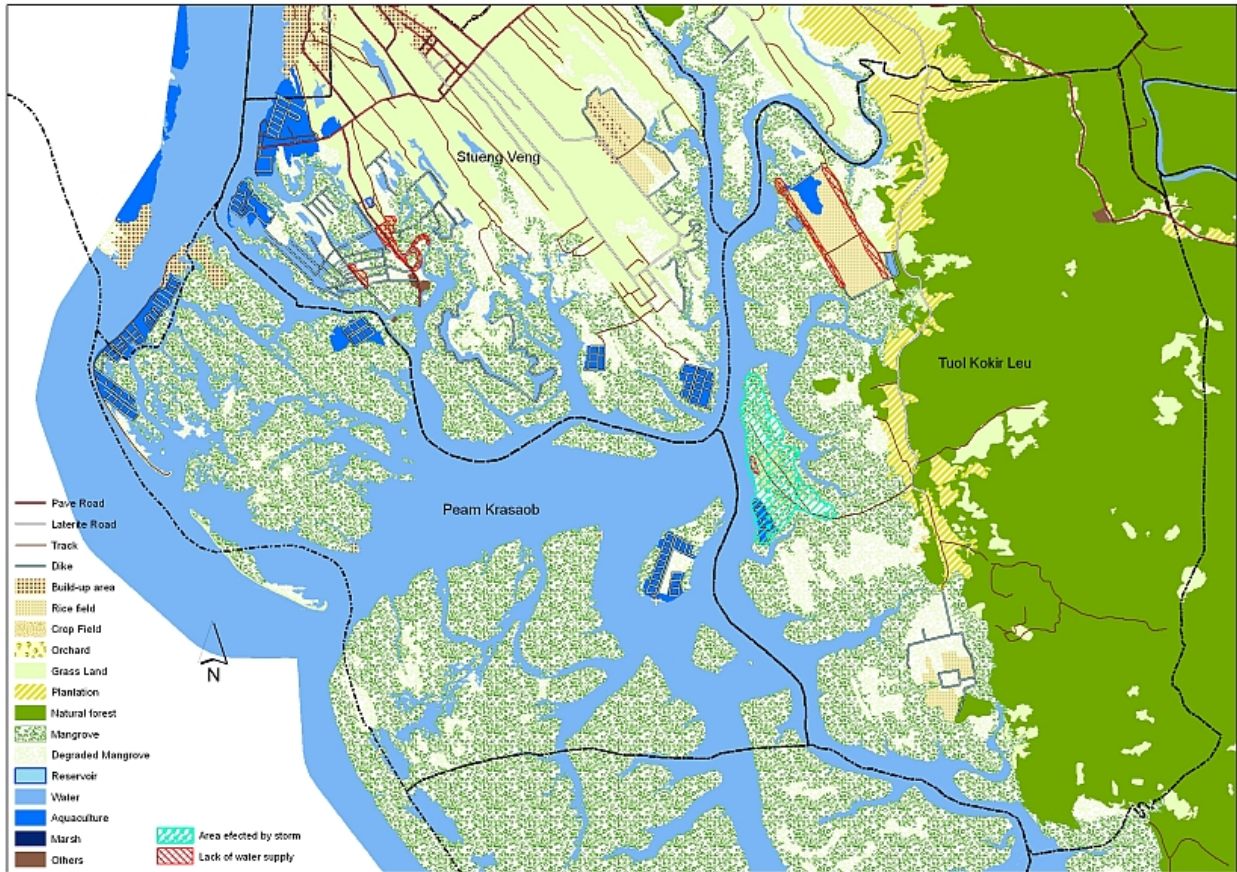 Stueng Veng
Tuol Kokir Leu
Peam Krasaob
Pave Road
Laterite Road
Track
Dike
Build-up area
Rice field
Crop Field
Orchard
Grass Land
Plantation
Natural forest
Mangrove
Degraded Mangrove
Reservoir
Water
Aquaculture
Marsh
Others
Area efected by storm
Lack of water supply
N